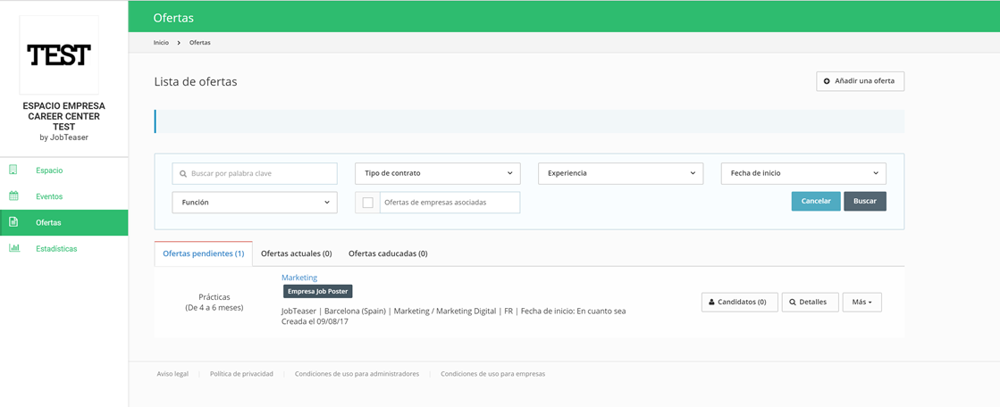 TEST
ESPACIO EMPRESA
CAREER CENTER
TEST
by JobTeaser
Espacio
Eventos
Ofertas
Estadísticas
Ofertas
Inicio > Ofertas
Lista de ofertas
Añadir una oferta
Buscar por palabra clave
Tipo de contrato
Experiencia
Fecha de inicio
Función
Ofertas de empresas asociadas
Cancelar
Buscar
Ofertas pendientes (1)
Ofertas actuales (0)
Ofertas caducadas (0)
Prácticas
(De 4 a 6 meses)
Marketing
Empresa Job Poster
JobTeaser | Barcelona (Spain) | Marketing / Marketing Digital | FR | Fecha de inicio: En cuanto sea
Creada el 09/08/17
Candidatos (0)
Detalles
Más
Aviso legal
Política de privacidad
Condiciones de uso para administradores
Condiciones de uso para empresas